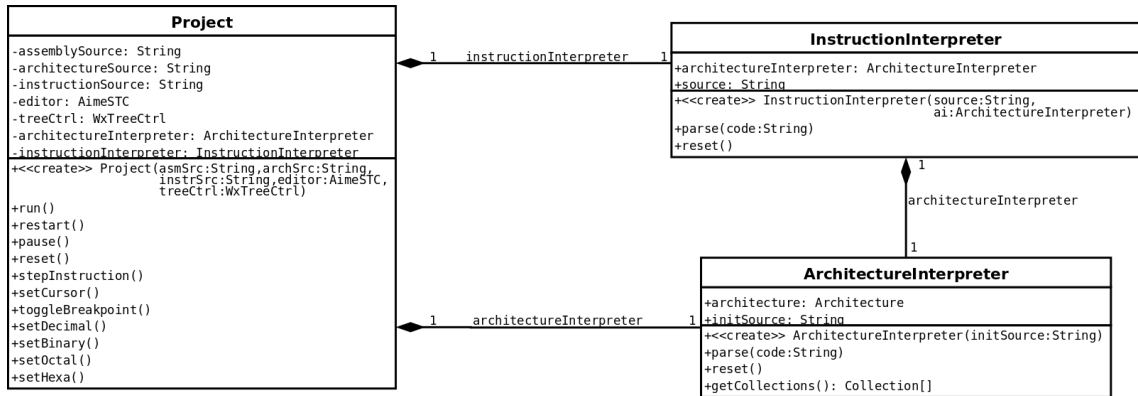 Project
-assemblySource: String
-architectureSource: String
-instructionSource: String
-editor: AimeSTC
-treeCtrl: WxTreeCtrl
-architectureInterpreter: ArchitectureInterpreter
-instructionInterpreter: InstructionInterpreter
+<<create>> Project(asmSrc:String,archSrc:String,
instrSrc:String,editor:AimeSTC,
treeCtrl:WxTreeCtrl)
+run()
+restart()
+pause()
+reset()
+stepInstruction()
+setCursor()
+toggleBreakpoint()
+setDecimal()
+setBinary()
+setOctal()
+setHexa()
1 instructionInterpreter 1
InstructionInterpreter
+architectureInterpreter: ArchitectureInterpreter
+source: String
+<<create>> InstructionInterpreter(source:String,
ai:ArchitectureInterpreter)
+parse(code:String)
+reset()
1
architectureInterpreter
1
1 architectureInterpreter 1
ArchitectureInterpreter
+architecture: Architecture
+initSource: String
+<<create>> ArchitectureInterpreter(initSource:String)
+parse(code:String)
+reset()
+getCollections(): Collection[]